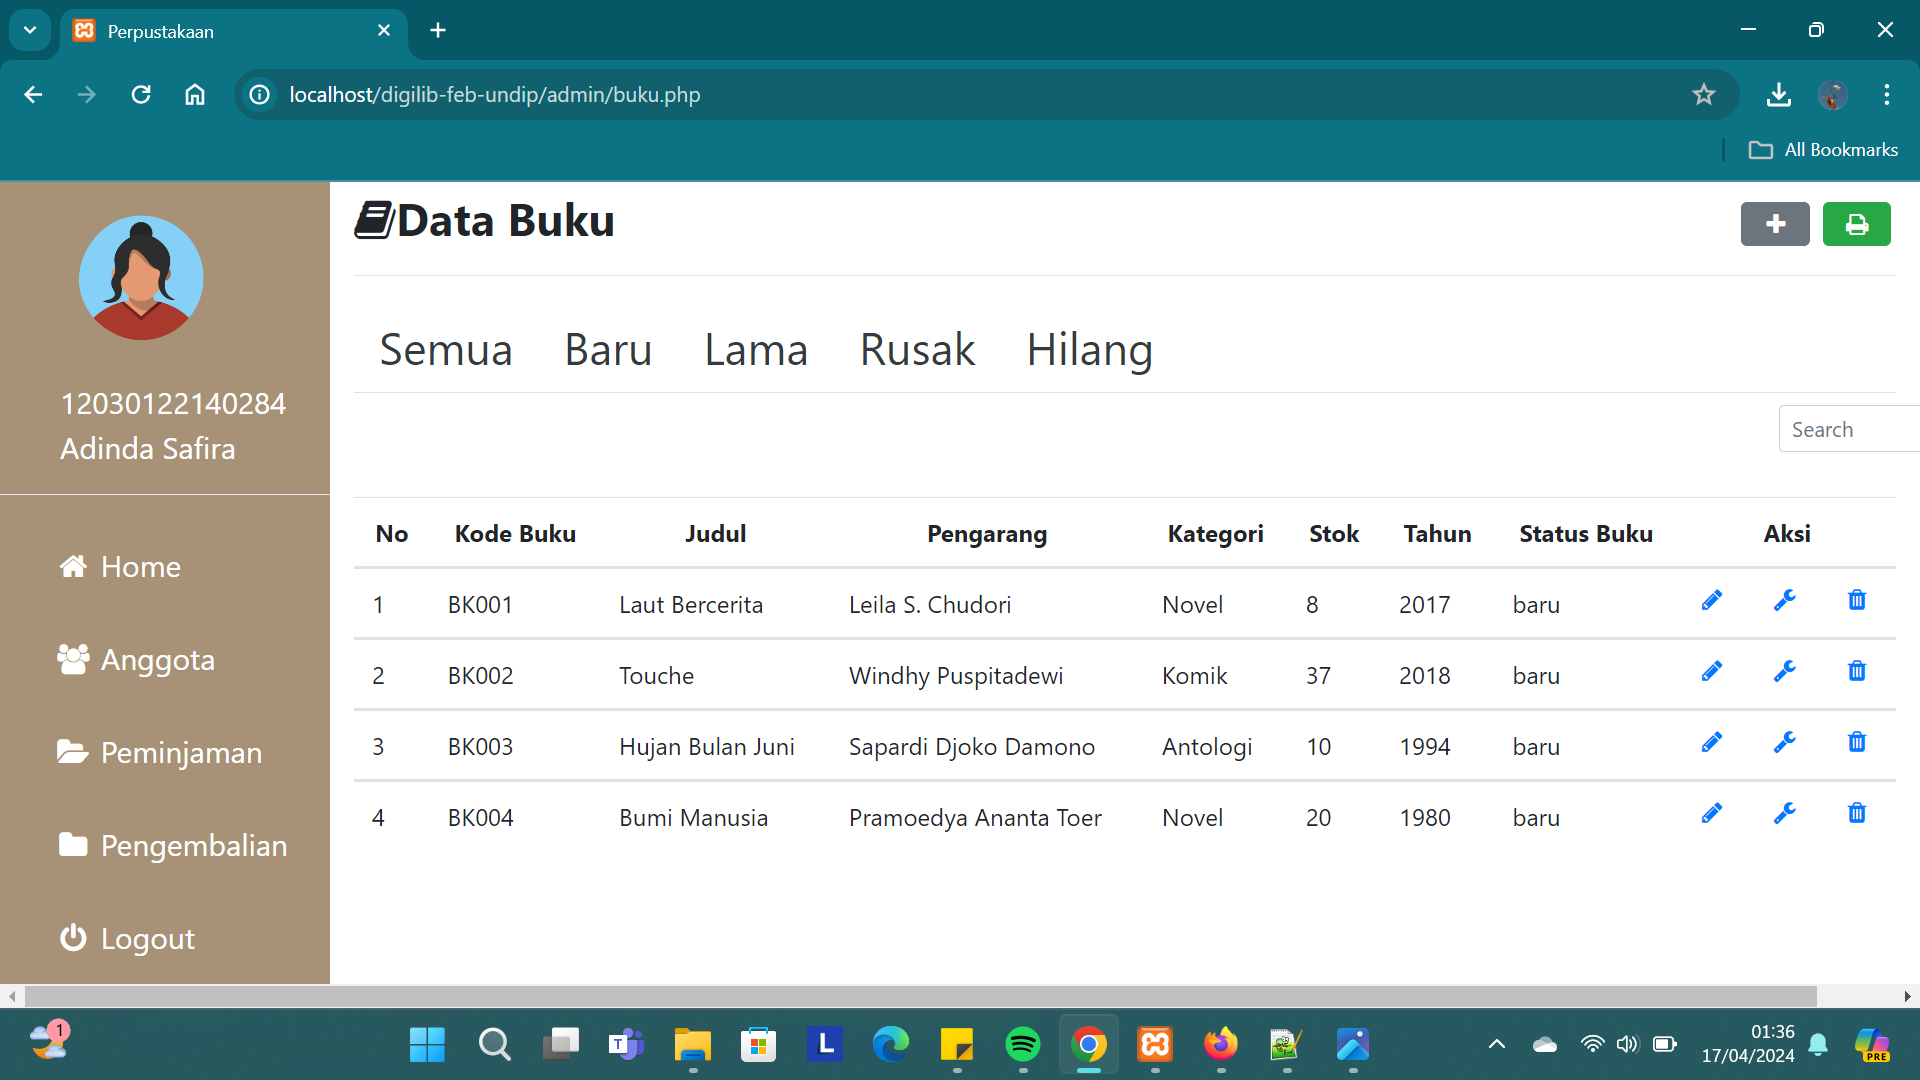 Perpustakaan
localhost/digilib-feb-undip/admin/buku.php
All Bookmarks
12030122140284
Adinda Safira
Home
Anggota
Peminjaman
Pengembalian
Logout
Data Buku
Semua Baru Lama Rusak Hilang
Search
No Kode Buku Judul Pengarang Kategori Stok Tahun Status Buku Aksi
1 BK001 Laut Bercerita Leila S. Chudori Novel 8 2017 baru
2 BK002 Touche Windhy Puspitadewi Komik 37 2018 baru
3 BK003 Hujan Bulan Juni Sapardi Djoko Damono Antologi 10 1994 baru
4 BK004 Bumi Manusia Pramoedya Ananta Toer Novel 20 1980 baru
1
T
L
01:36
17/04/2024
PRE